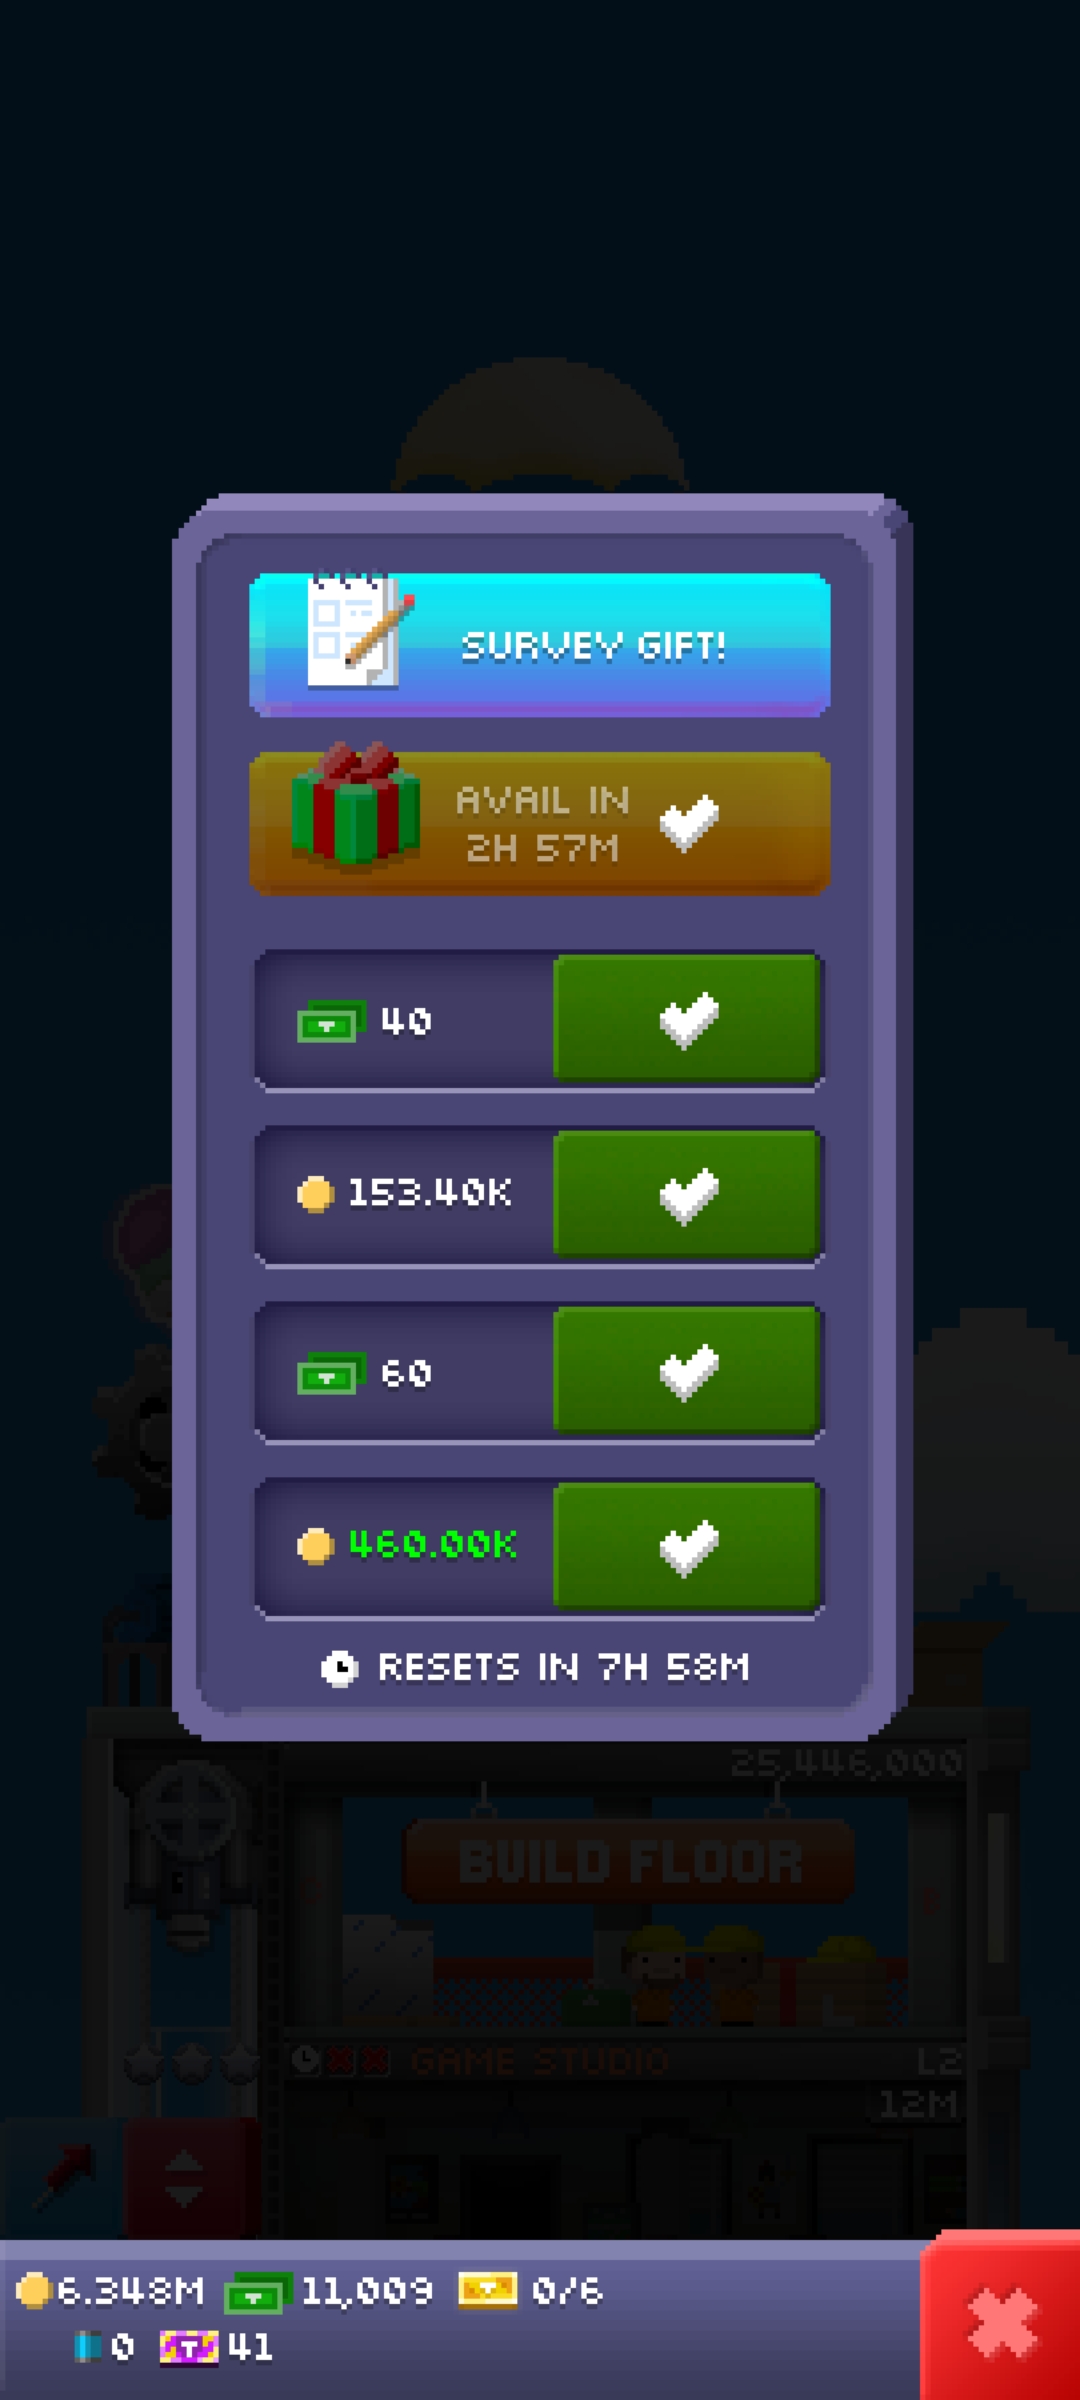 SURVEY GIFT!
AVAIL IN
2H 57M
40
153.40K
60
460.00K
RESETS IN 7H 58M
25,446,000
BUILD FLOOR
GAME STUDIO
L2
12M
6.348M 11,009 0/6
0 41